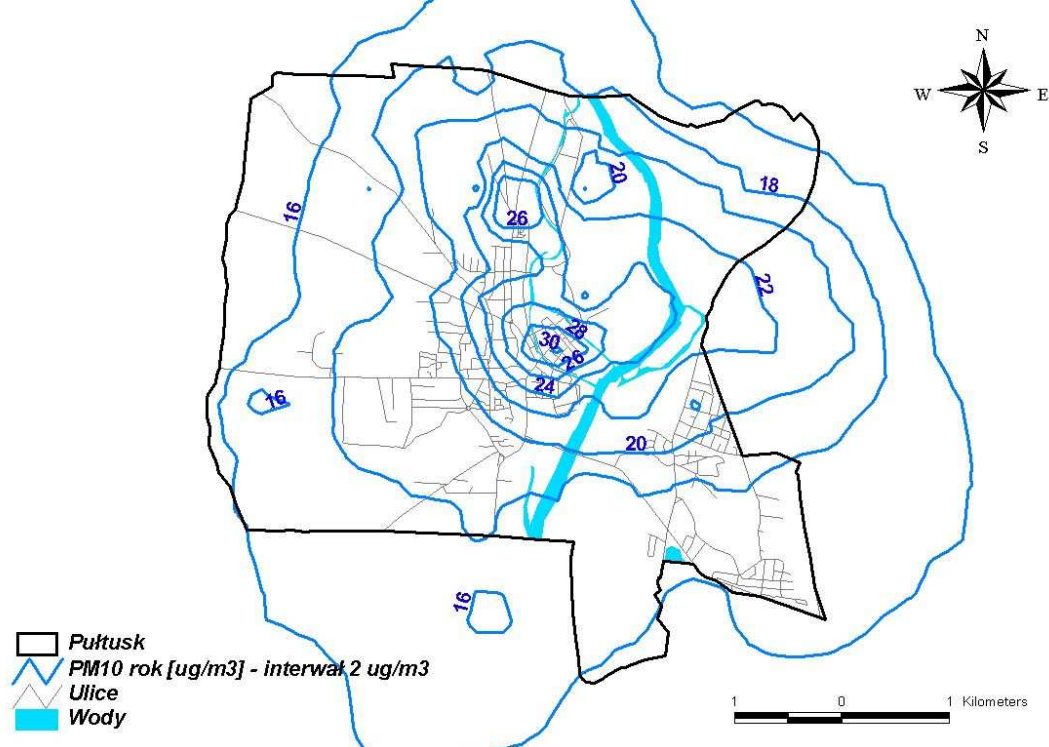 N
W E
S
18
20
16
26
22
28
30
26
24
16
20
16
Pułtusk
PM10 rok [ug/m3] - interwał 2 ug/m3
Ulice
Wody
1 0 1 Kilometers